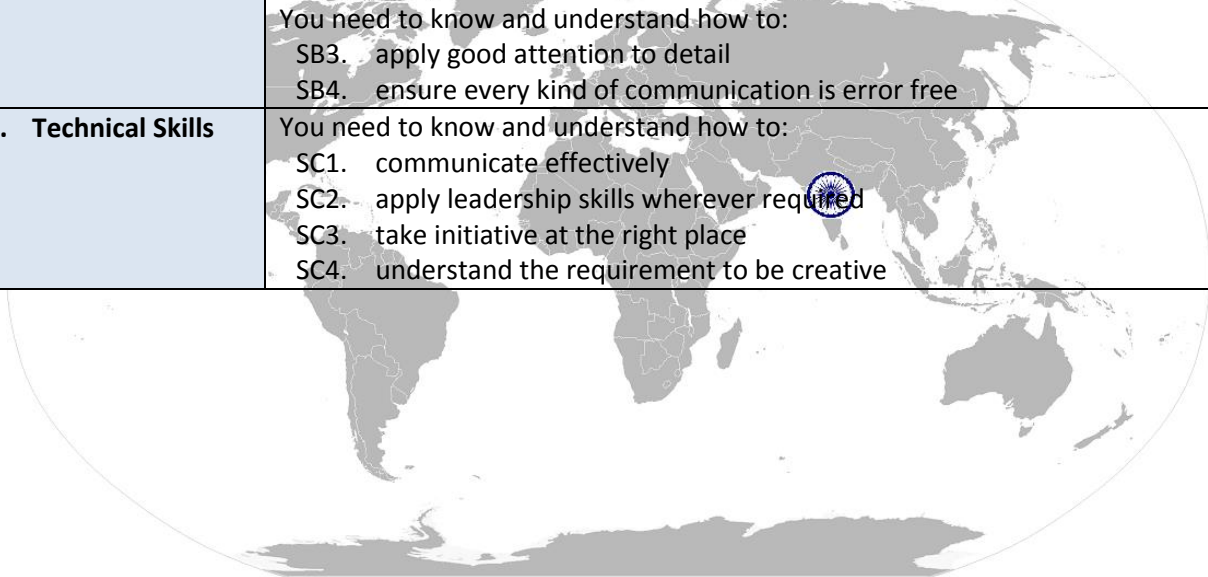 You need to know and understand how to:
SB3. apply good attention to detail
SB4. ensure every kind of communication is error free
. Technical Skills
You need to know and understand how to:
SC1. communicate effectively
SC2. apply leadership skills wherever required
SC3. take initiative at the right place
SC4. understand the requirement to be creative